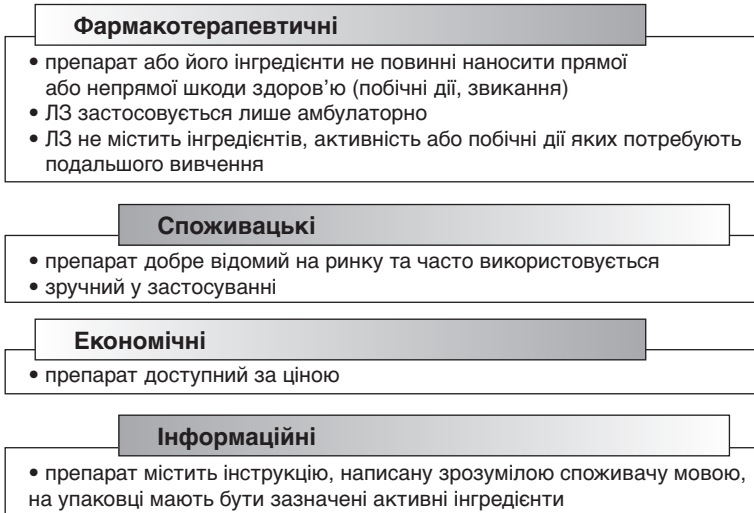 Фармакотерапевтичні
• препарат або його інгредієнти не повинні наносити прямої
або непрямої шкоди здоров’ю (побічні дії, звикання)
• ЛЗ застосовується лише амбулаторно
• ЛЗ не містить інгредієнтів, активність або побічні дії яких потребують
подальшого вивчення
Споживацькі
• препарат добре відомий на ринку та часто використовується
• зручний у застосуванні
Економічні
• препарат доступний за ціною
Інформаційні
• препарат містить інструкцію, написану зрозумілою споживачу мовою,
на упаковці мають бути зазначені активні інгредієнти